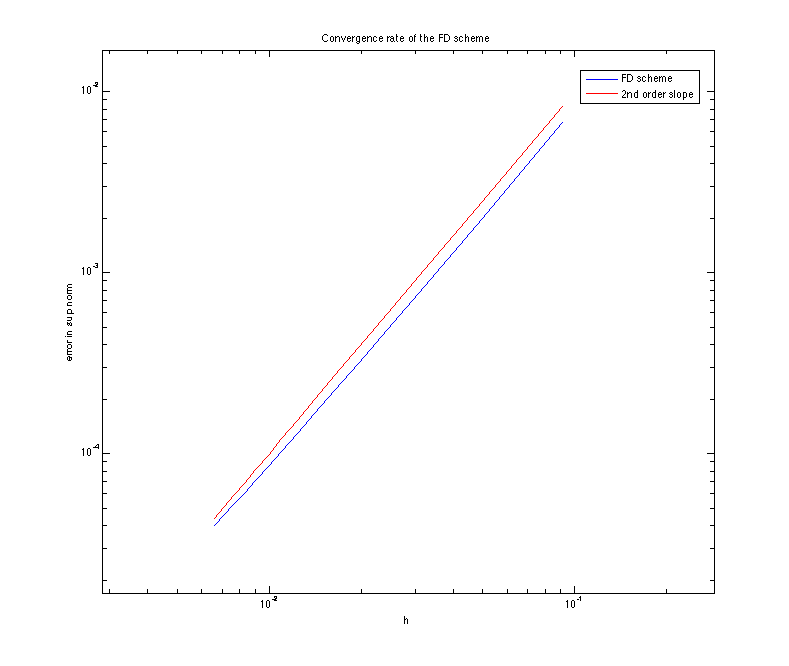 Convergence rate of the FD scheme
FD scheme
2nd order slope
10^-2
10^-3
10^-4
error in sup norm
10^-2
10^-1
h